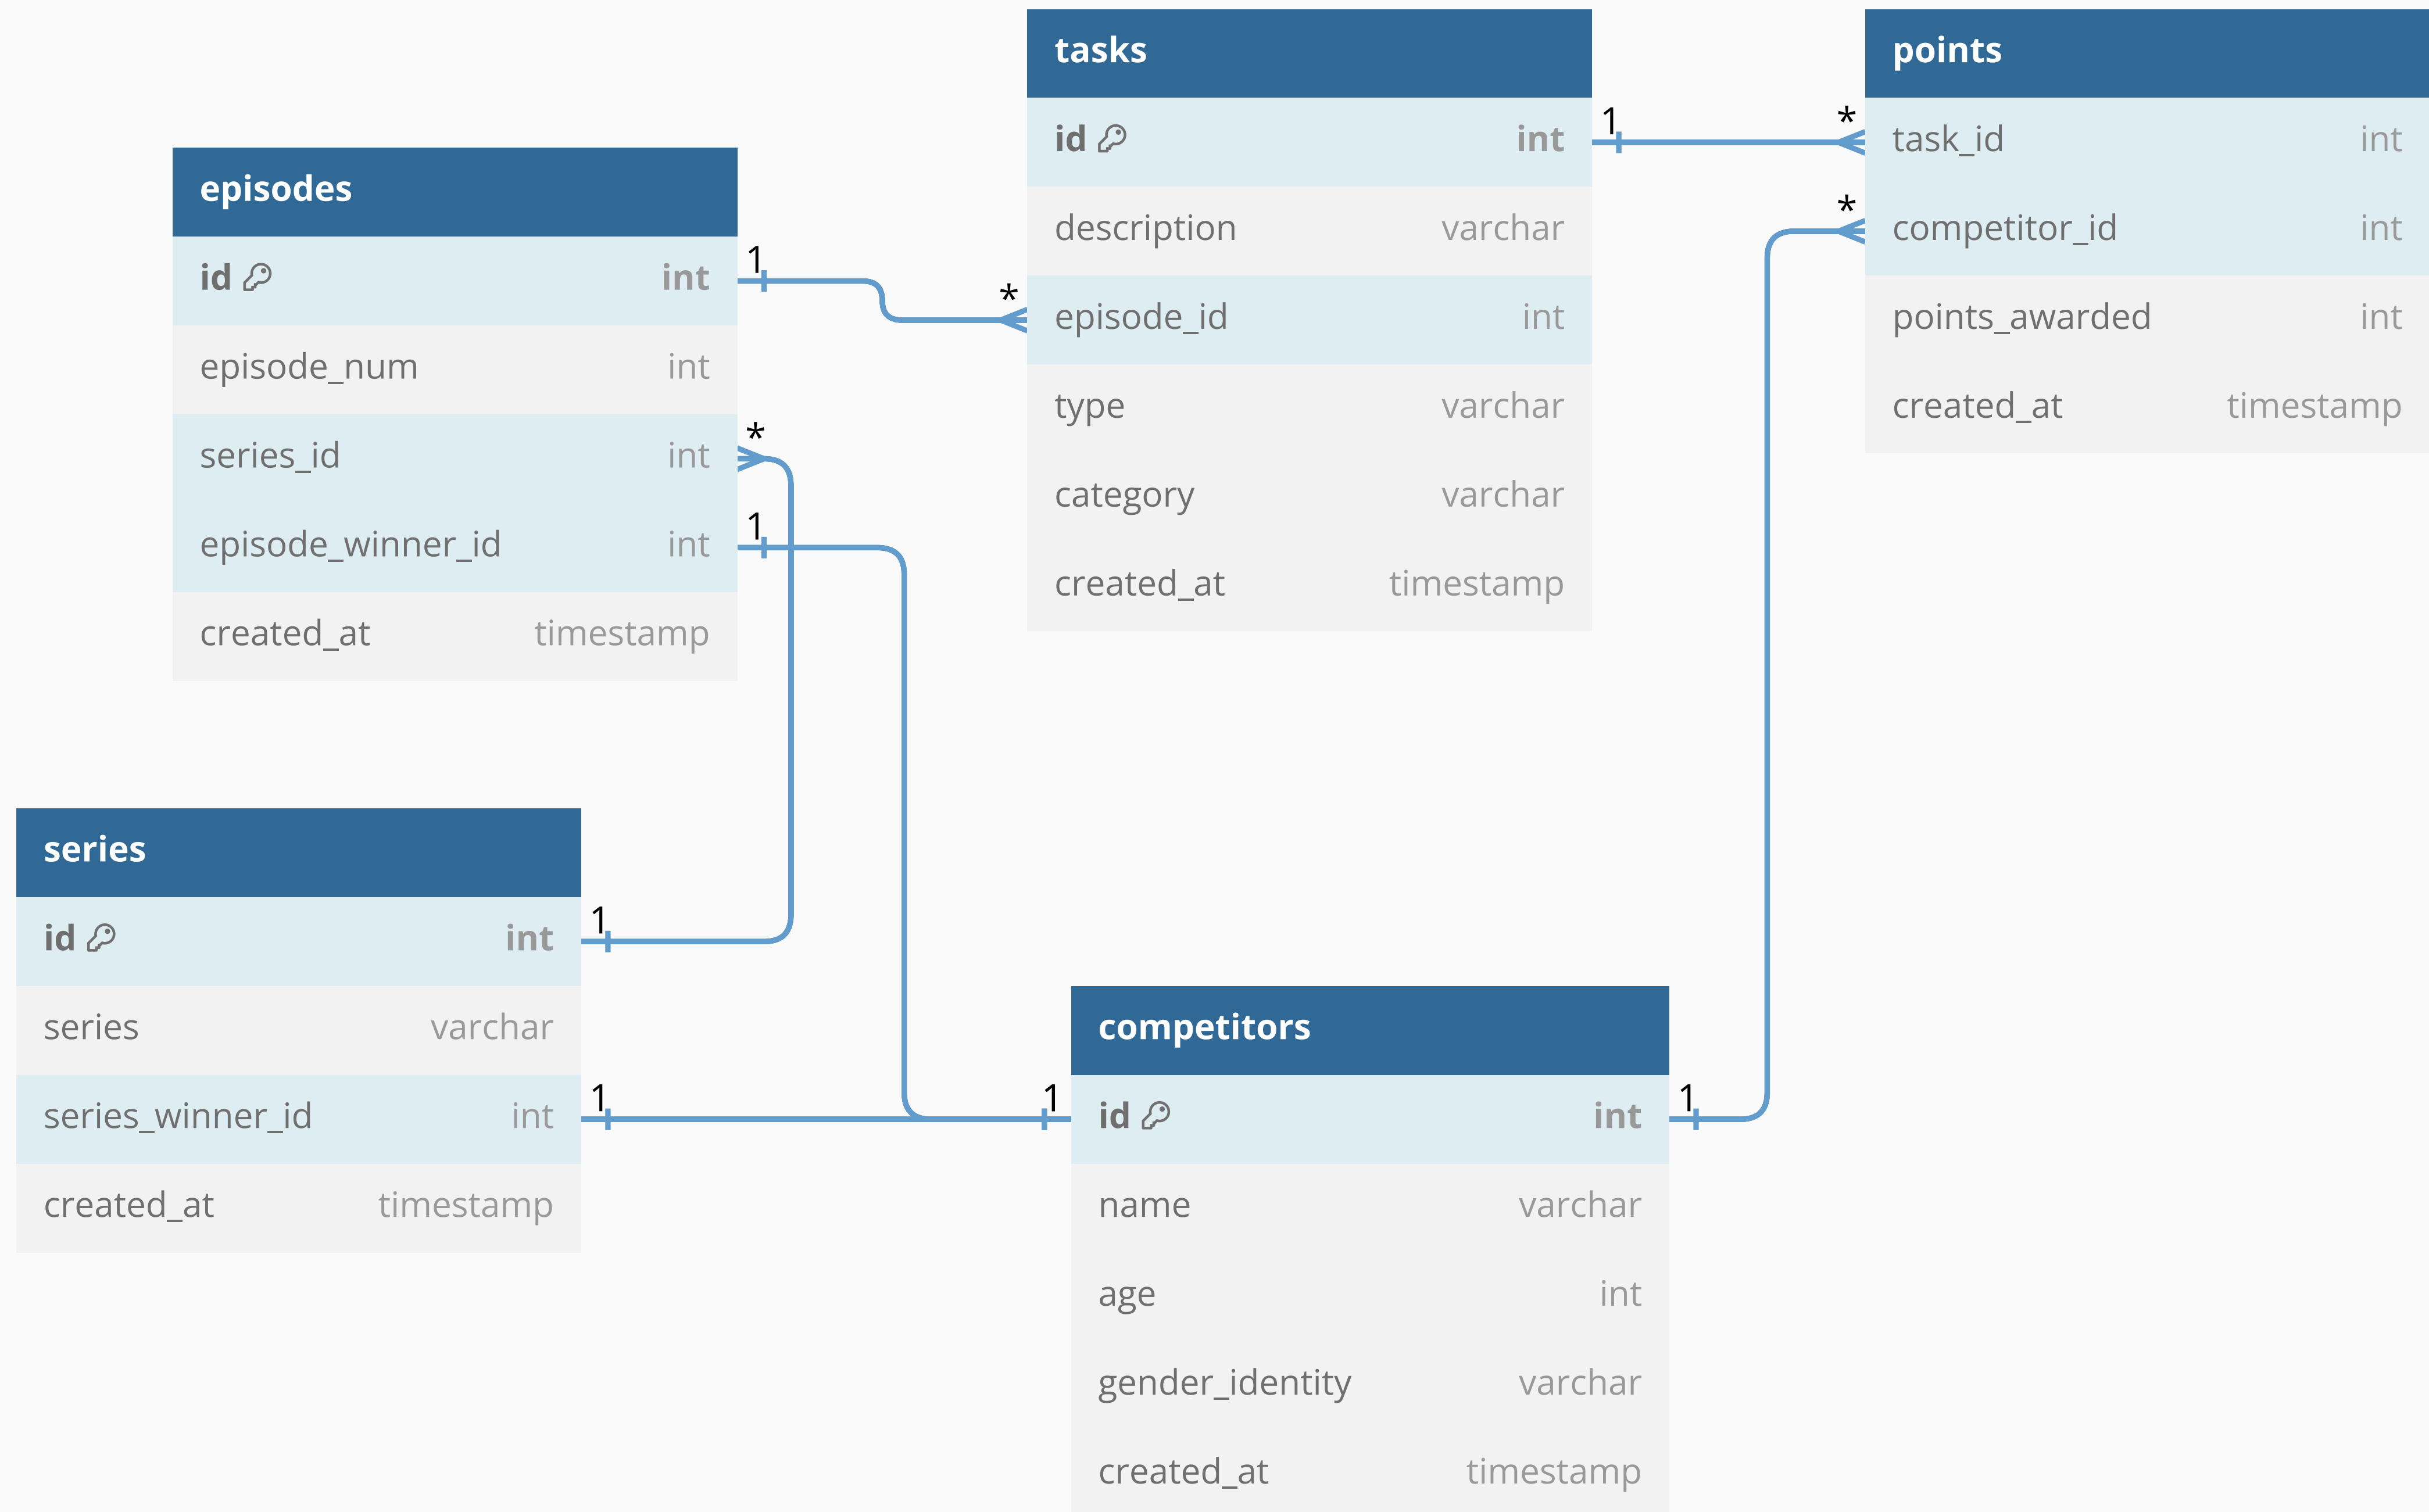 tasks
id int
description varchar
episode_id int
type varchar
category varchar
created_at timestamp
points
task_id int
competitor_id int
points_awarded int
created_at timestamp
episodes
id int
episode_num int
series_id int
episode_winner_id int
created_at timestamp
series
id int
series varchar
series_winner_id int
created_at timestamp
competitors
id int
name varchar
age int
gender_identity varchar
created_at timestamp
1 *
*
1
*
*
1
1
1 1
1